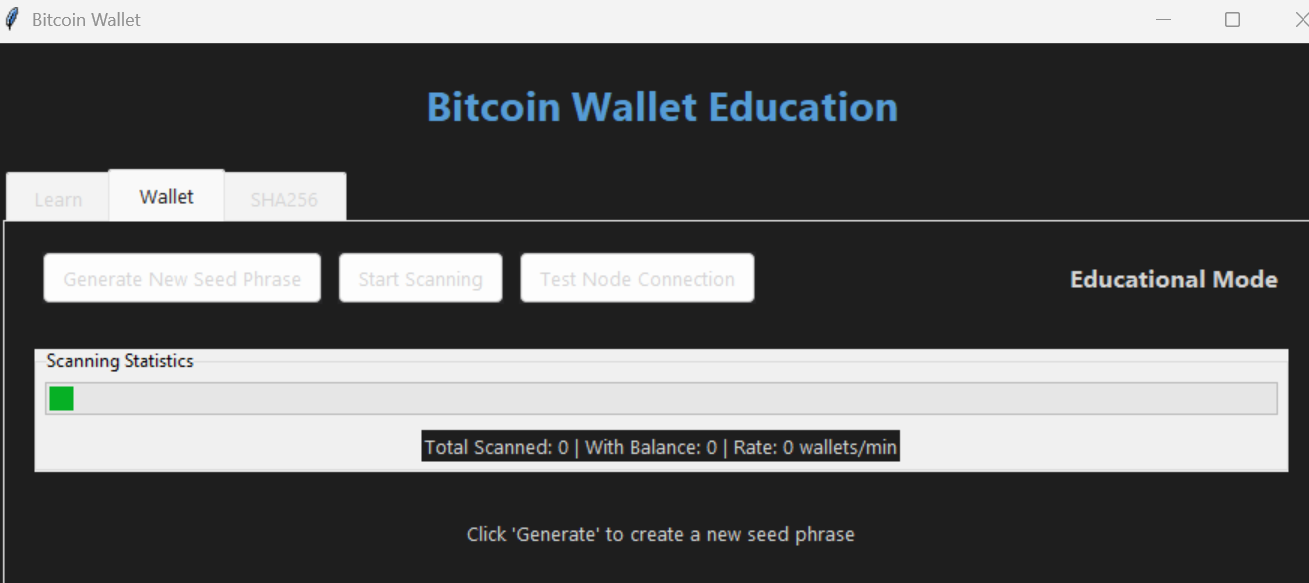 Bitcoin Wallet
Bitcoin Wallet Education
Learn Wallet SHA256
Generate New Seed Phrase Start Scanning Test Node Connection Educational Mode
Scanning Statistics
Total Scanned: 0 | With Balance: 0 | Rate: 0 wallets/min
Click 'Generate' to create a new seed phrase